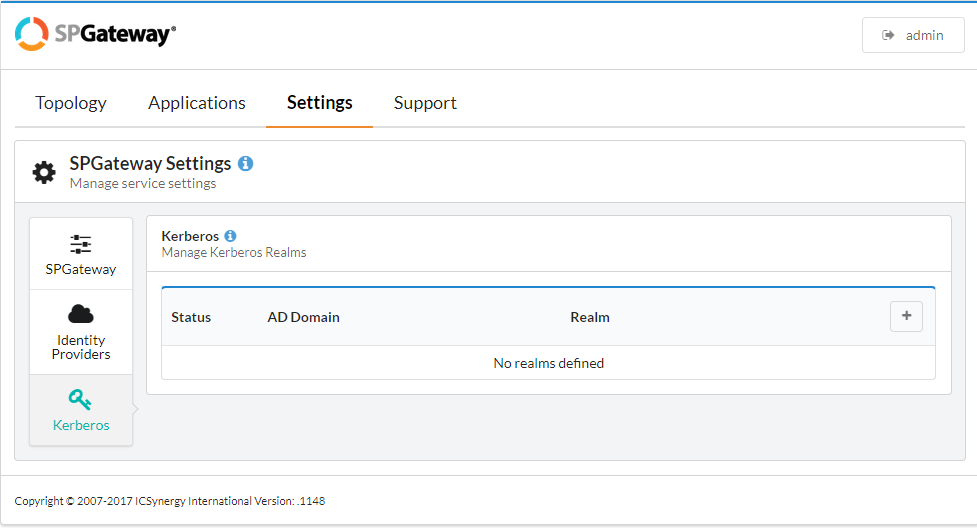 SPGateway®
admin
Topology Applications Settings Support
SPGateway Settings
Manage service settings
SPGateway
Identity
Providers
Kerberos
Kerberos
Manage Kerberos Realms
Status AD Domain Realm +
No realms defined
Copyright © 2007-2017 ICSynergy International Version: .1148